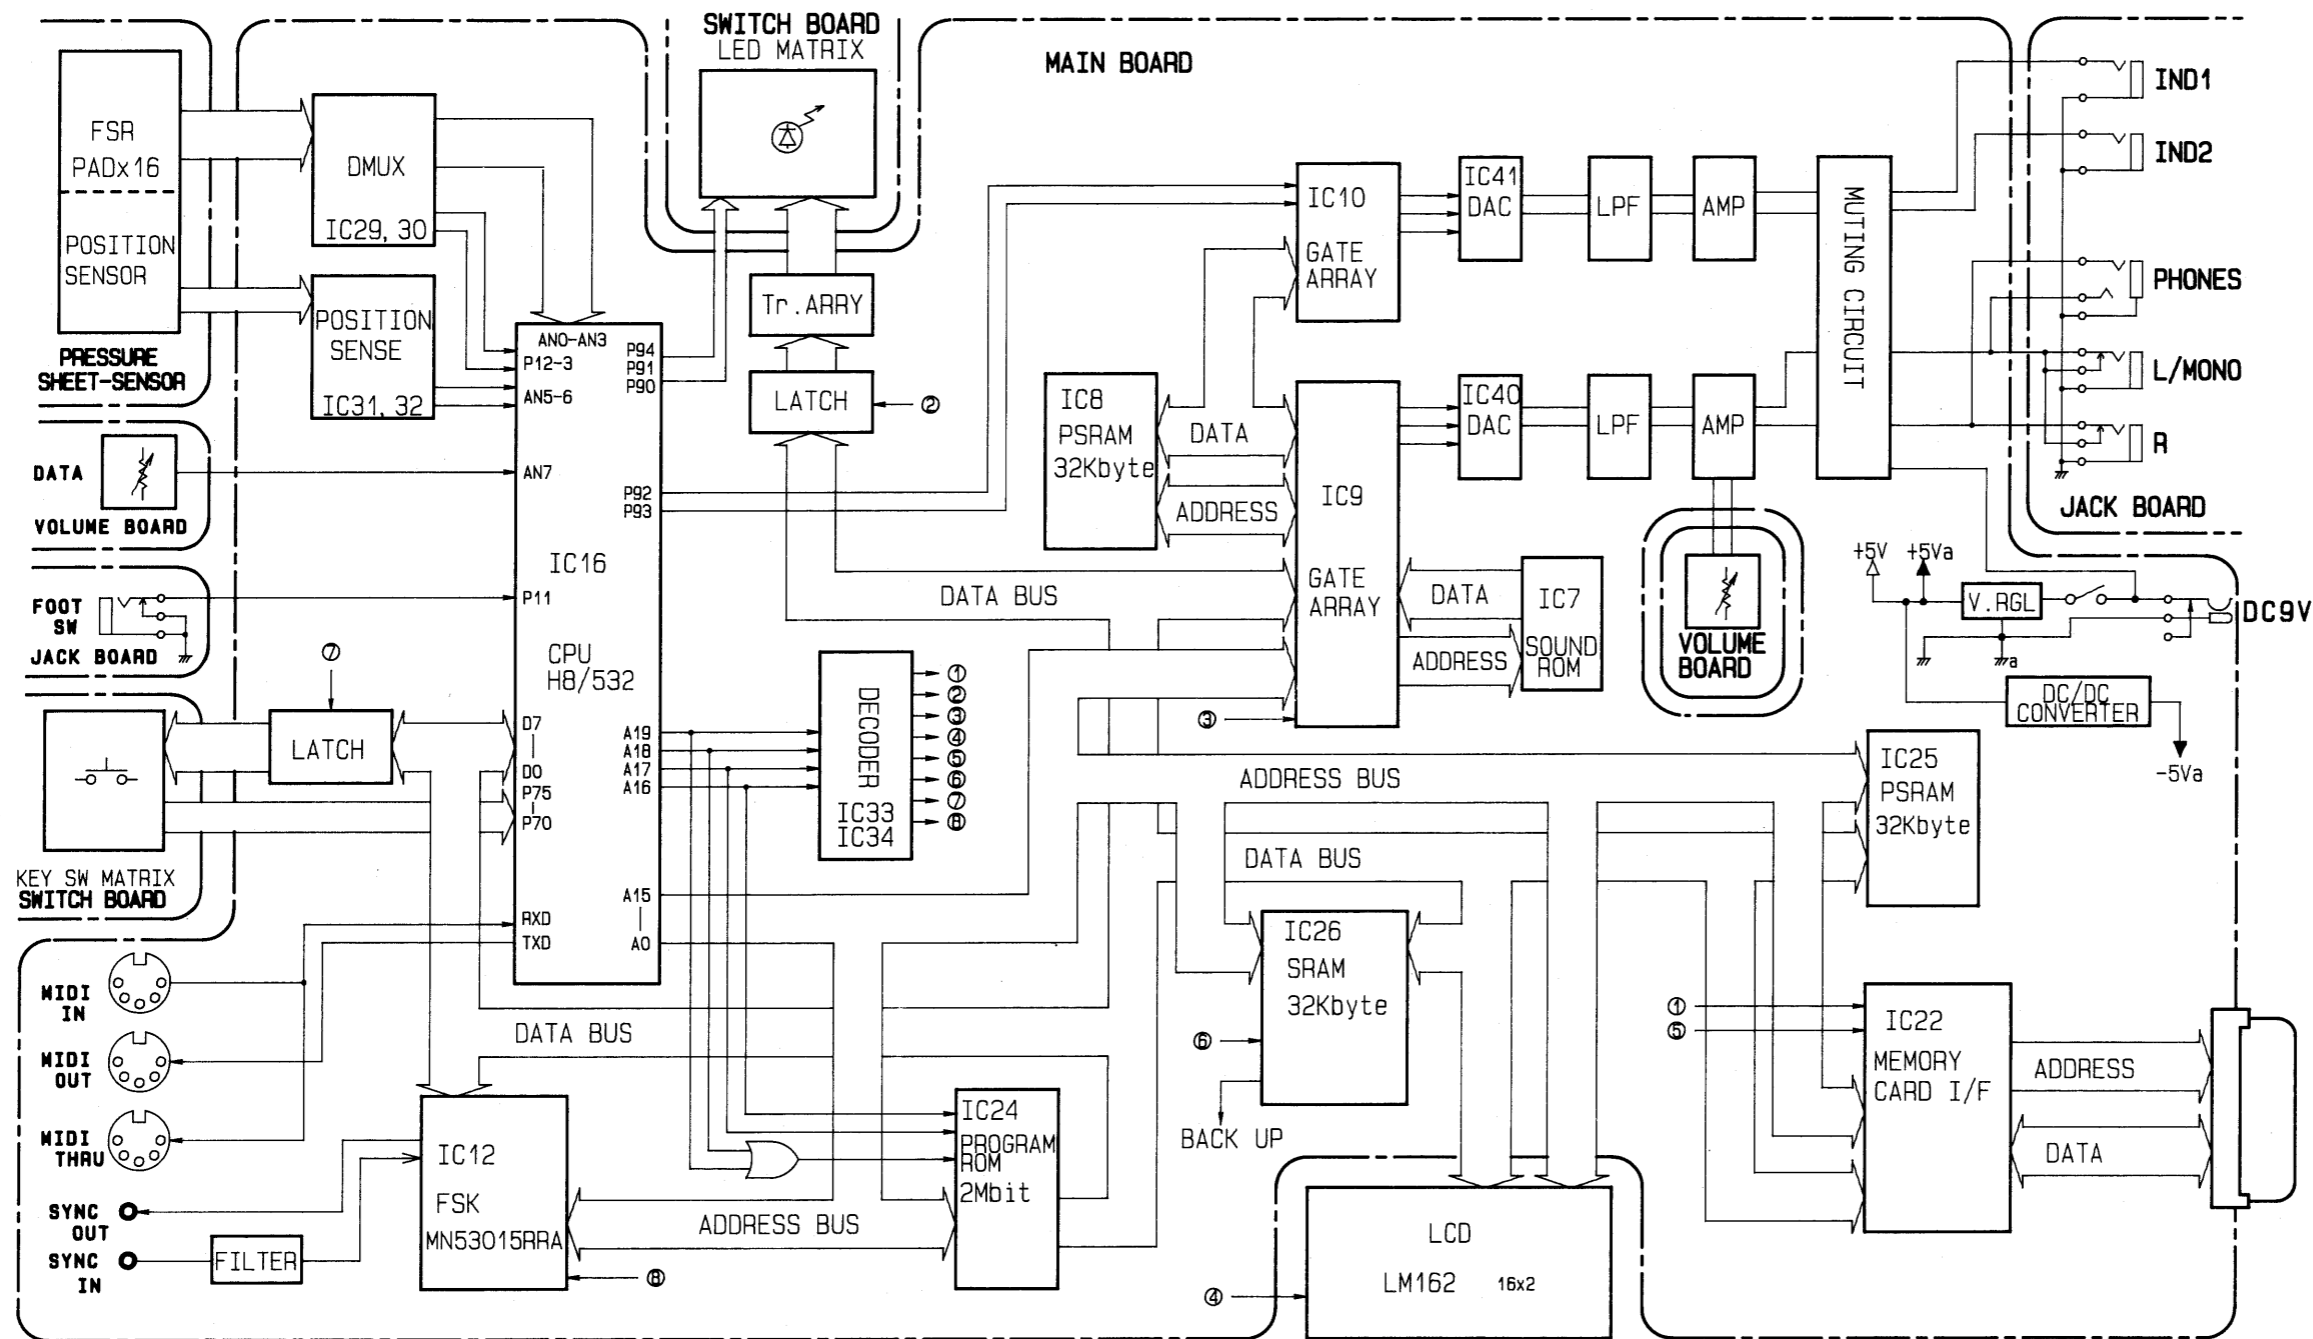 SWITCH BOARD
LED MATRIX
MAIN BOARD
FSR
PADx16
POSITION
SENSOR
PRESSURE
SHEET-SENSOR
DMUX
IC29, 30
POSITION
SENSE
IC31, 32
DATA
VOLUME BOARD
FOOT
SW
JACK BOARD
⑦
LATCH
KEY SW MATRIX
SWITCH BOARD
MIDI
IN
MIDI
OUT
MIDI
THRU
SYNC
OUT
SYNC
IN
FILTER
AN0-AN3
P12-3
AN5-6
AN7
P11
D7
|
D0
P75
|
P70
RXD
TXD
P94
P91
P90
P92
P93
IC16
CPU
H8/532
A19
A18
A17
A16
A15
|
A0
Tr.ARRY
LATCH
②
DECODER
IC33
IC34
①
②
③
④
⑤
⑥
⑦
⑧
DATA BUS
IC12
FSK
MN53015RRA
⑧
DATA BUS
ADDRESS BUS
IC24
PROGRAM
ROM
2Mbit
IC8
PSRAM
32Kbyte
DATA
ADDRESS
IC10
GATE
ARRAY
IC9
GATE
ARRAY
③
IC41
DAC
LPF
AMP
IC40
DAC
LPF
AMP
MUTING CIRCUIT
DATA
ADDRESS
IC7
SOUND
ROM
VOLUME
BOARD
IND1
IND2
PHONES
L/MONO
R
JACK BOARD
+5V
+5Va
V.RGL
DC9V
a
DC/DC
CONVERTER
-5Va
ADDRESS BUS
DATA BUS
IC25
PSRAM
32Kbyte
IC26
SRAM
32Kbyte
⑥
BACK UP
①
⑤
IC22
MEMORY
CARD I/F
ADDRESS
DATA
LCD
LM162 16x2
④